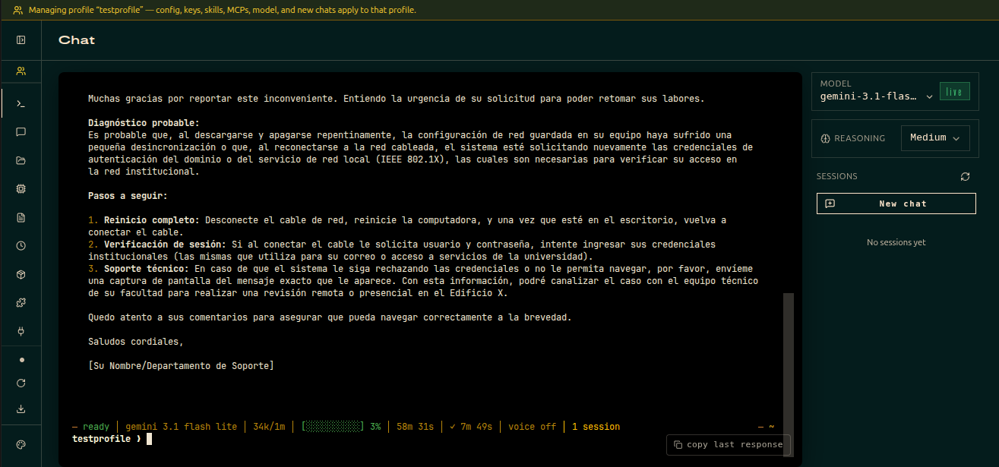 Managing profile “testprofile” — config, keys, skills, MCPs, model, and new chats apply to that profile.
Chat
Muchas gracias por reportar este inconveniente. Entiendo la urgencia de su solicitud para poder retomar sus labores.
Diagnóstico probable:
Es probable que, al descargarse y apagarse repentinamente, la configuración de red guardada en su equipo haya sufrido una
pequeña desincronización o que, al reconectarse a la red cableada, el sistema esté solicitando nuevamente las credenciales de
autenticación del dominio o del servicio de red local (IEEE 802.1X), las cuales son necesarias para verificar su acceso en
la red institucional.
Pasos a seguir:
1. Reinicio completo: Desconecte el cable de red, reinicie la computadora, y una vez que esté en el escritorio, vuelva a
conectar el cable.
2. Verificación de sesión: Si al conectar el cable le solicita usuario y contraseña, intente ingresar sus credenciales
institucionales (las mismas que utiliza para su correo o acceso a servicios de la universidad).
3. Soporte técnico: En caso de que el sistema le siga rechazando las credenciales o no le permita navegar, por favor, envíeme
una captura de pantalla del mensaje exacto que le aparece. Con esta información, podré canalizar el caso con el equipo técnico
de su facultad para realizar una revisión remota o presencial en el Edificio X.
Quedo atento a sus comentarios para asegurar que pueda navegar correctamente a la brevedad.
Saludos cordiales,
[Su Nombre/Departamento de Soporte]
— ready │ gemini 3.1 flash lite │ 34k/1m │ [░░░░░░░░░░] 3% │ 58m 31s │ ✓ 7m 49s │ voice off │ 1 session — ~
testprofile ❯
copy last response
MODEL
gemini-3.1-flas…
live
REASONING
Medium
SESSIONS
New chat
No sessions yet